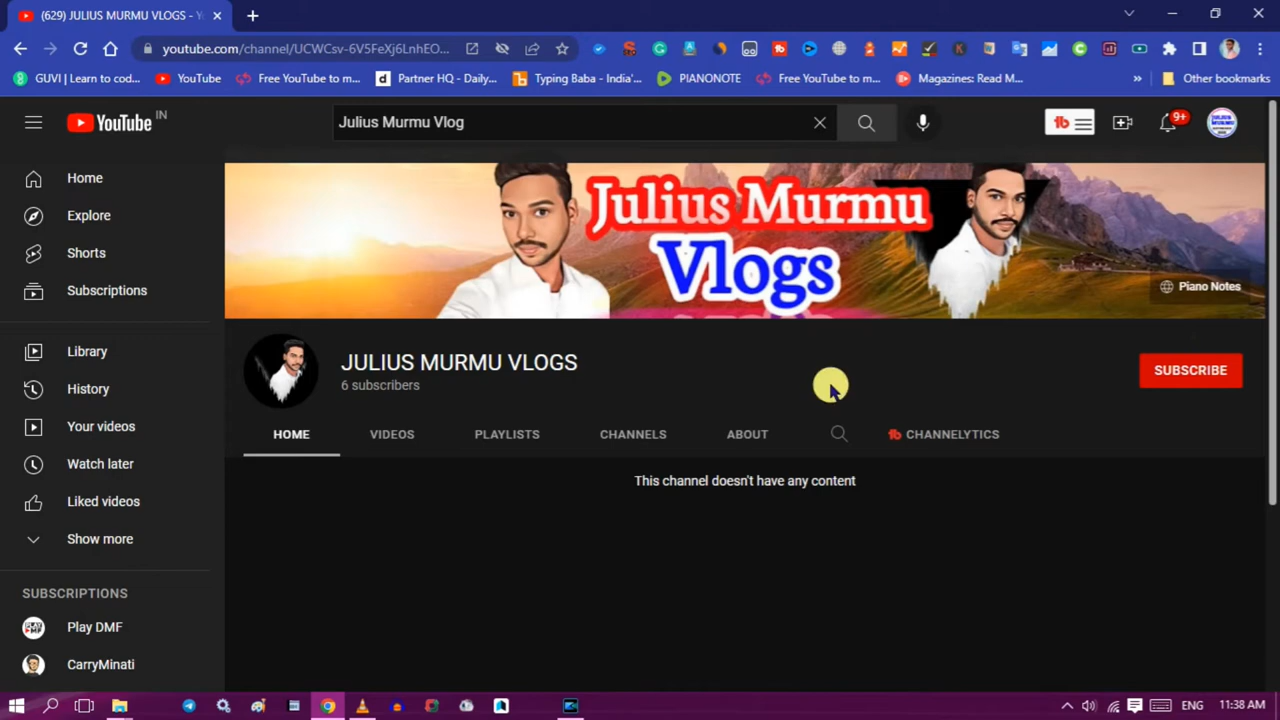 (629) JULIUS MURMU VLOGS - Y
youtube.com/channel/UCWCsv-6V5FeXj6LnhEO...
GUVI | Learn to cod... YouTube Free YouTube to m... Partner HQ - Daily... Typing Baba - India'... PIANONOTE Free YouTube to m... Magazines: Read M... » Other bookmarks
YouTube IN
Julius Murmu Vlog
9+
Home
Explore
Shorts
Subscriptions
Library
History
Your videos
Watch later
Liked videos
Show more
SUBSCRIPTIONS
Play DMF
CarryMinati
Julius Murmu
Vlogs
Piano Notes
JULIUS MURMU VLOGS
6 subscribers
SUBSCRIBE
HOME VIDEOS PLAYLISTS CHANNELS ABOUT CHANNELYTICS
This channel doesn't have any content
ENG 11:38 AM